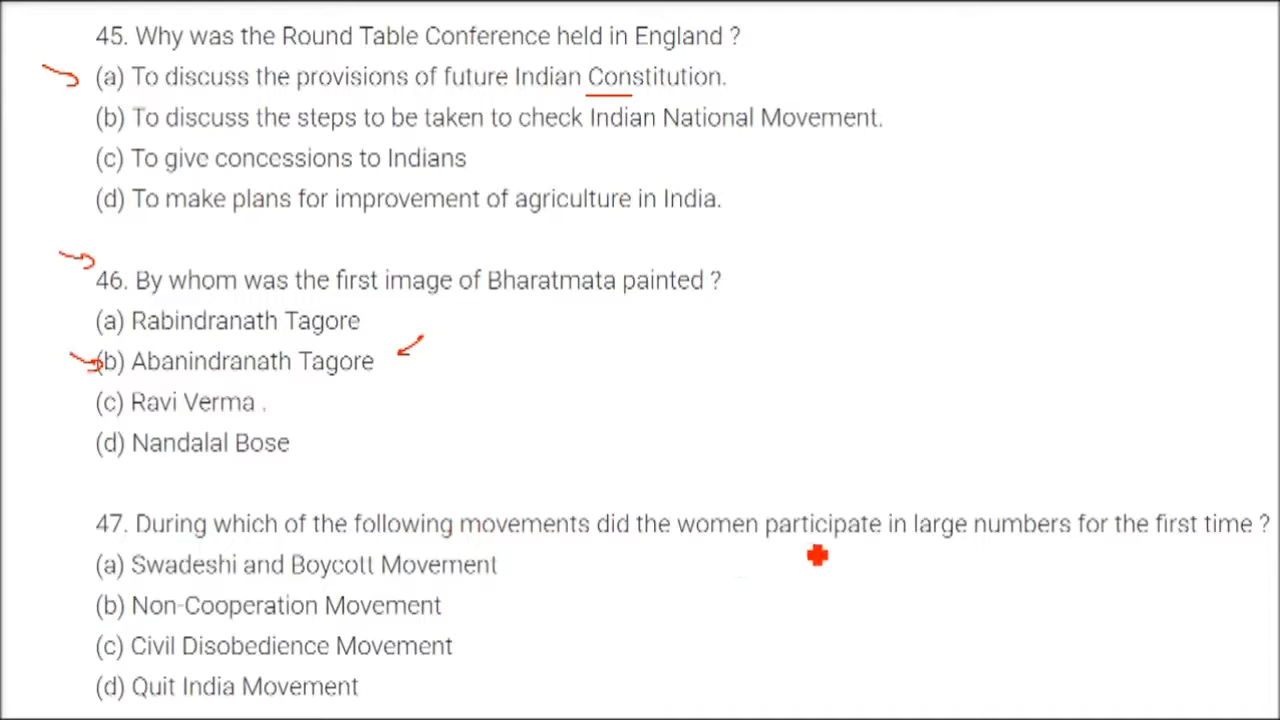 45. Why was the Round Table Conference held in England ?
(a) To discuss the provisions of future Indian Constitution.
(b) To discuss the steps to be taken to check Indian National Movement.
(c) To give concessions to Indians
(d) To make plans for improvement of agriculture in India.
46. By whom was the first image of Bharatmata painted ?
(a) Rabindranath Tagore
(b) Abanindranath Tagore
(c) Ravi Verma .
(d) Nandalal Bose
47. During which of the following movements did the women participate in large numbers for the first time ?
(a) Swadeshi and Boycott Movement
(b) Non-Cooperation Movement
(c) Civil Disobedience Movement
(d) Quit India Movement